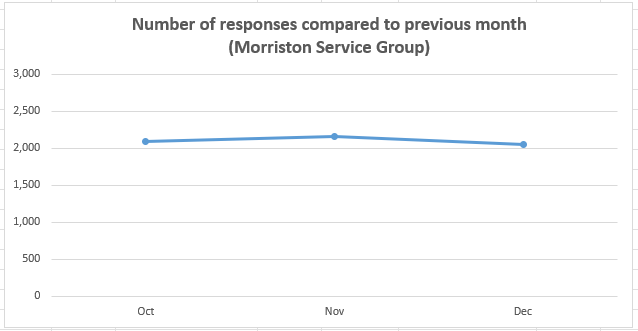 Number of responses compared to previous month
(Morriston Service Group)
3,000
2,500
2,000
1,500
1,000
500
0
Oct Nov Dec